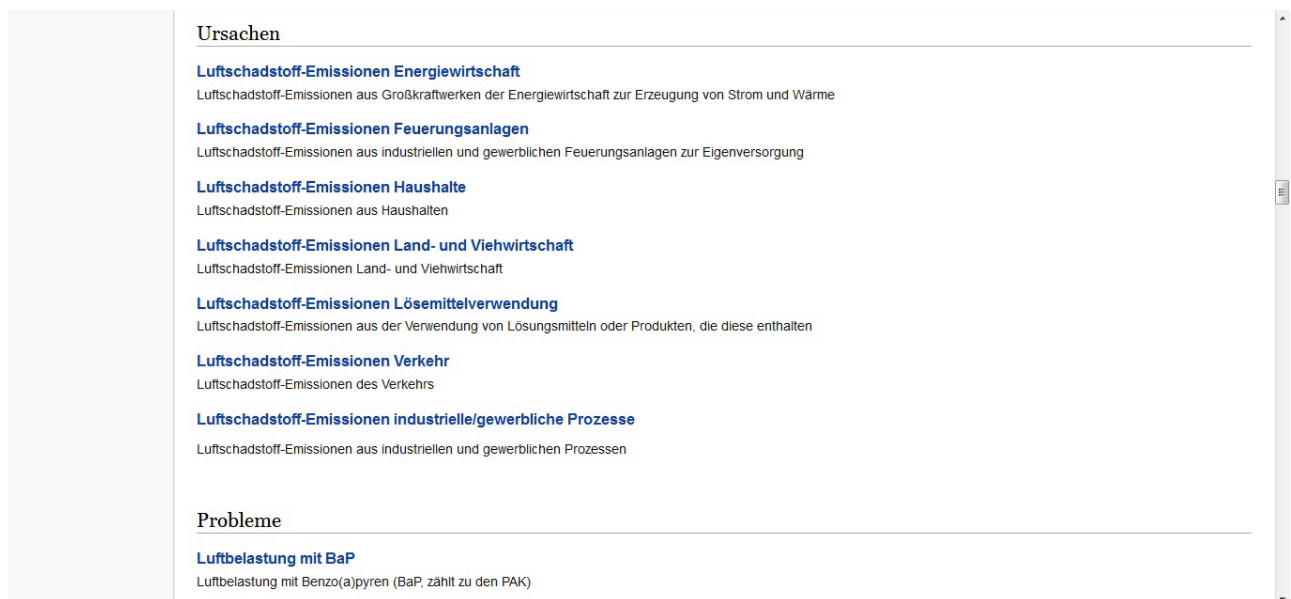 Ursachen
Luftschadstoff-Emissionen Energiewirtschaft
Luftschadstoff-Emissionen aus Großkraftwerken der Energiewirtschaft zur Erzeugung von Strom und Wärme
Luftschadstoff-Emissionen Feuerungsanlagen
Luftschadstoff-Emissionen aus industriellen und gewerblichen Feuerungsanlagen zur Eigenversorgung
Luftschadstoff-Emissionen Haushalte
Luftschadstoff-Emissionen aus Haushalten
Luftschadstoff-Emissionen Land- und Viehwirtschaft
Luftschadstoff-Emissionen Land- und Viehwirtschaft
Luftschadstoff-Emissionen Lösemittelverwendung
Luftschadstoff-Emissionen aus der Verwendung von Lösungsmitteln oder Produkten, die diese enthalten
Luftschadstoff-Emissionen Verkehr
Luftschadstoff-Emissionen des Verkehrs
Luftschadstoff-Emissionen industrielle/gewerbliche Prozesse
Luftschadstoff-Emissionen aus industriellen und gewerblichen Prozessen
Probleme
Luftbelastung mit BaP
Luftbelastung mit Benzo(a)pyren (BaP, zählt zu den PAK)